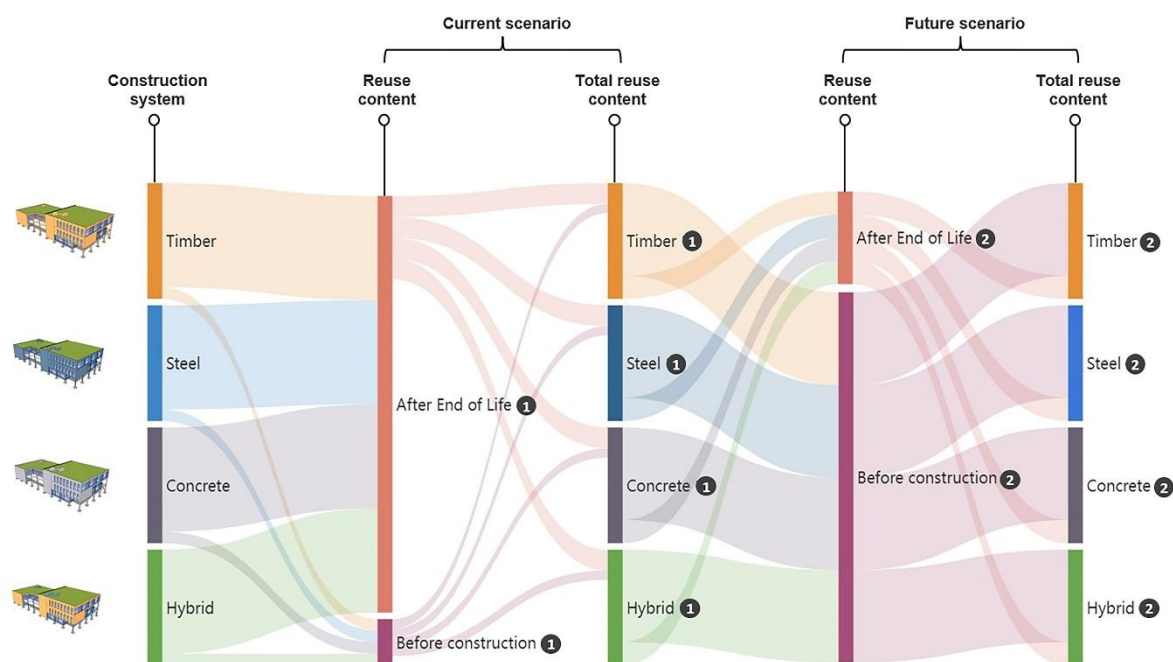 Current scenario
Future scenario
Construction
system
Reuse
content
Total reuse
content
Reuse
content
Total reuse
content
Timber
Timber 1
After End of Life 2
Timber 2
Steel
Steel 1
Steel 2
After End of Life 1
Concrete
Concrete 1
Before construction 2
Concrete 2
Hybrid
Hybrid 1
Hybrid 2
Before construction 1